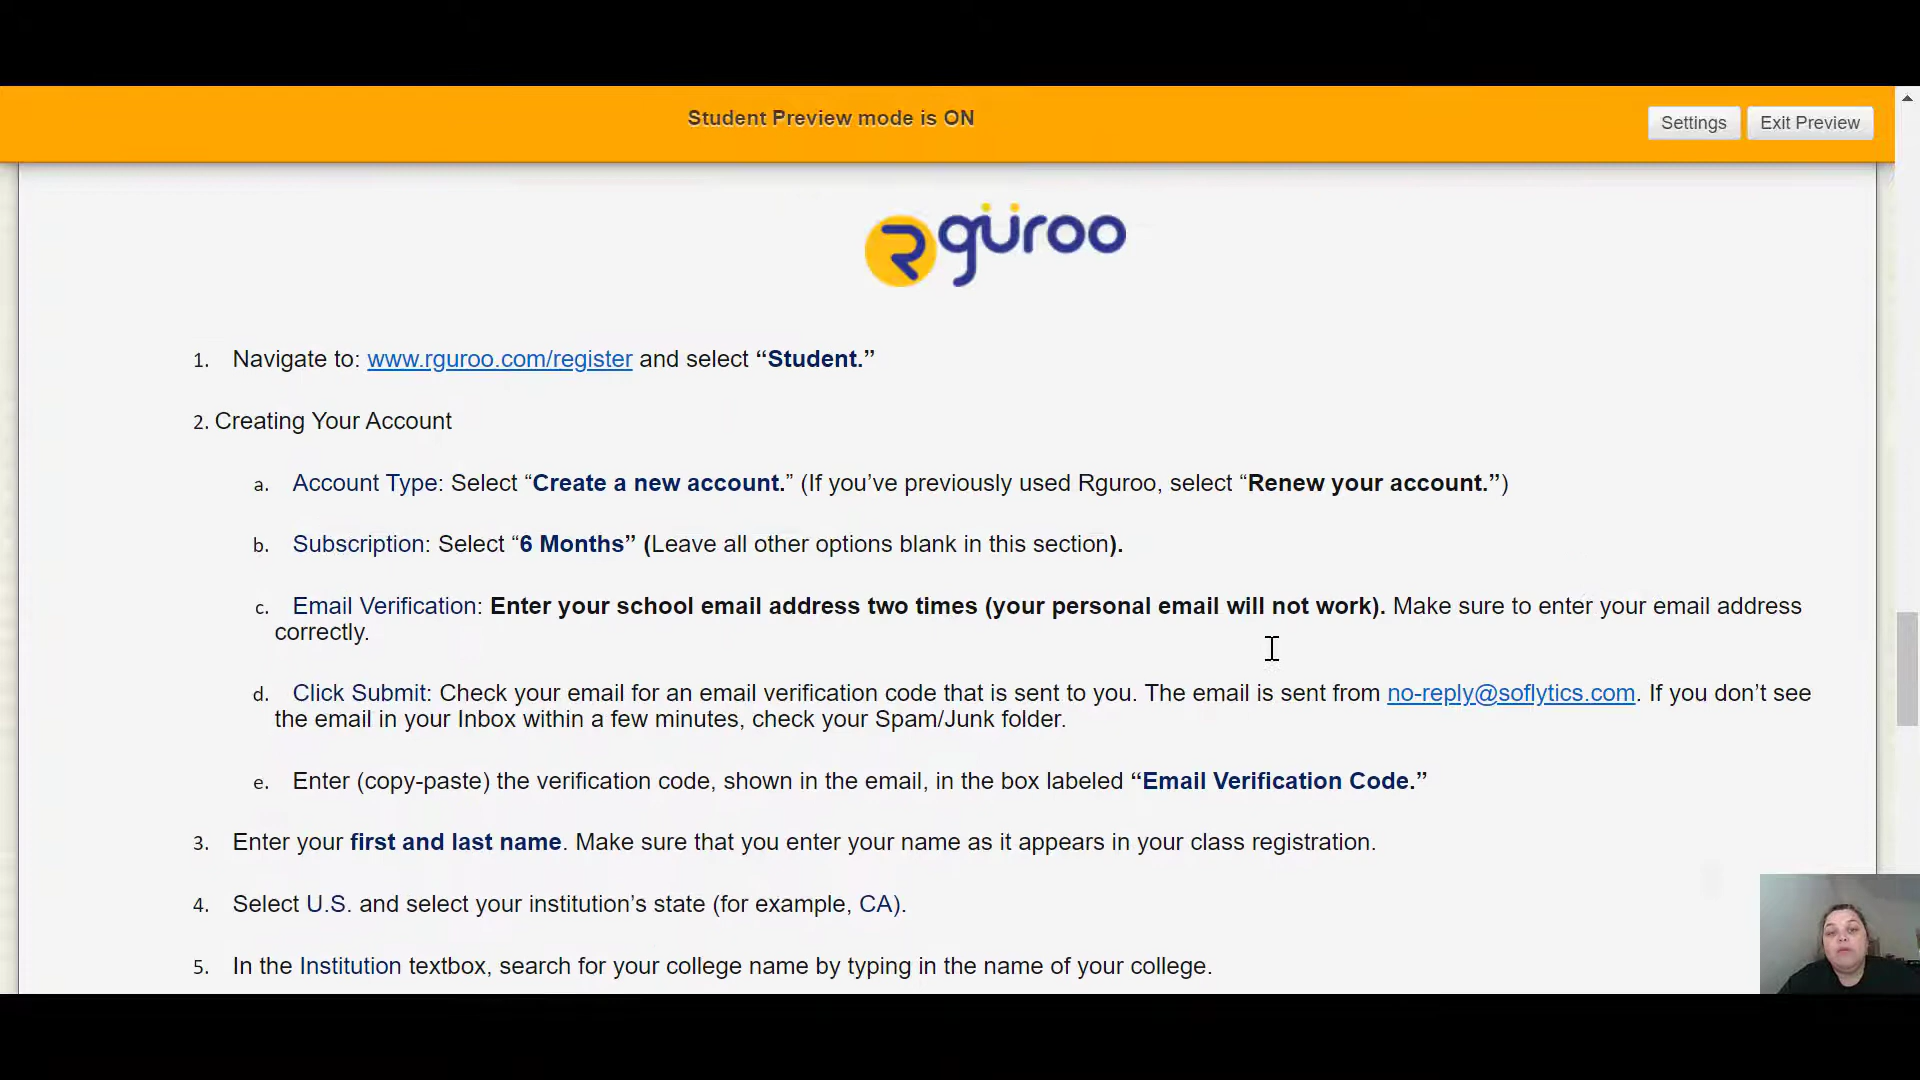 Student Preview mode is ON
Settings
Exit Preview
Rguroo
1. Navigate to: www.rguroo.com/register and select “Student.”
2. Creating Your Account
a. Account Type: Select “Create a new account.” (If you’ve previously used Rguroo, select “Renew your account.”)
b. Subscription: Select “6 Months” (Leave all other options blank in this section).
c. Email Verification: Enter your school email address two times (your personal email will not work). Make sure to enter your email address
correctly.
d. Click Submit: Check your email for an email verification code that is sent to you. The email is sent from no-reply@soflytics.com. If you don’t see
the email in your Inbox within a few minutes, check your Spam/Junk folder.
e. Enter (copy-paste) the verification code, shown in the email, in the box labeled “Email Verification Code.”
3. Enter your first and last name. Make sure that you enter your name as it appears in your class registration.
4. Select U.S. and select your institution’s state (for example, CA).
5. In the Institution textbox, search for your college name by typing in the name of your college.